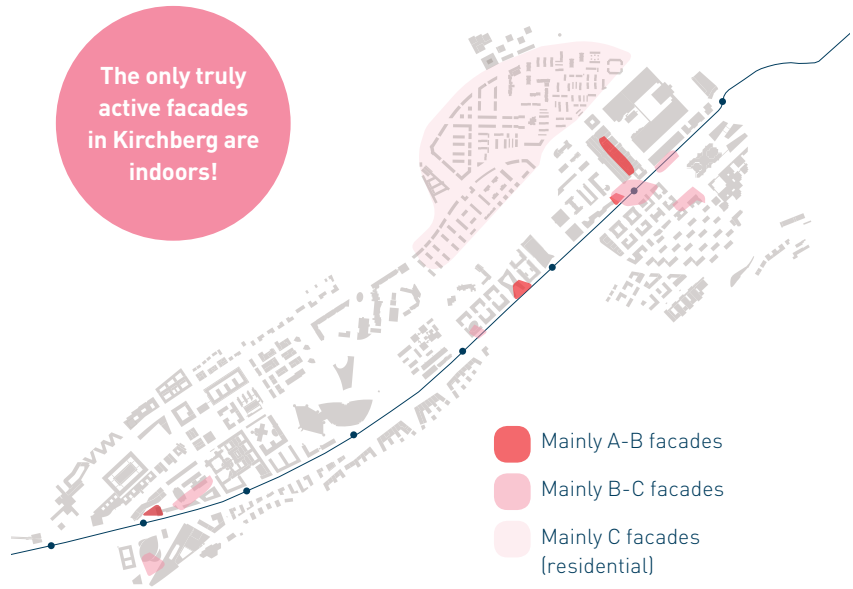 The only truly
active facades
in Kirchberg are
indoors!
Mainly A-B facades
Mainly B-C facades
Mainly C facades
(residential)